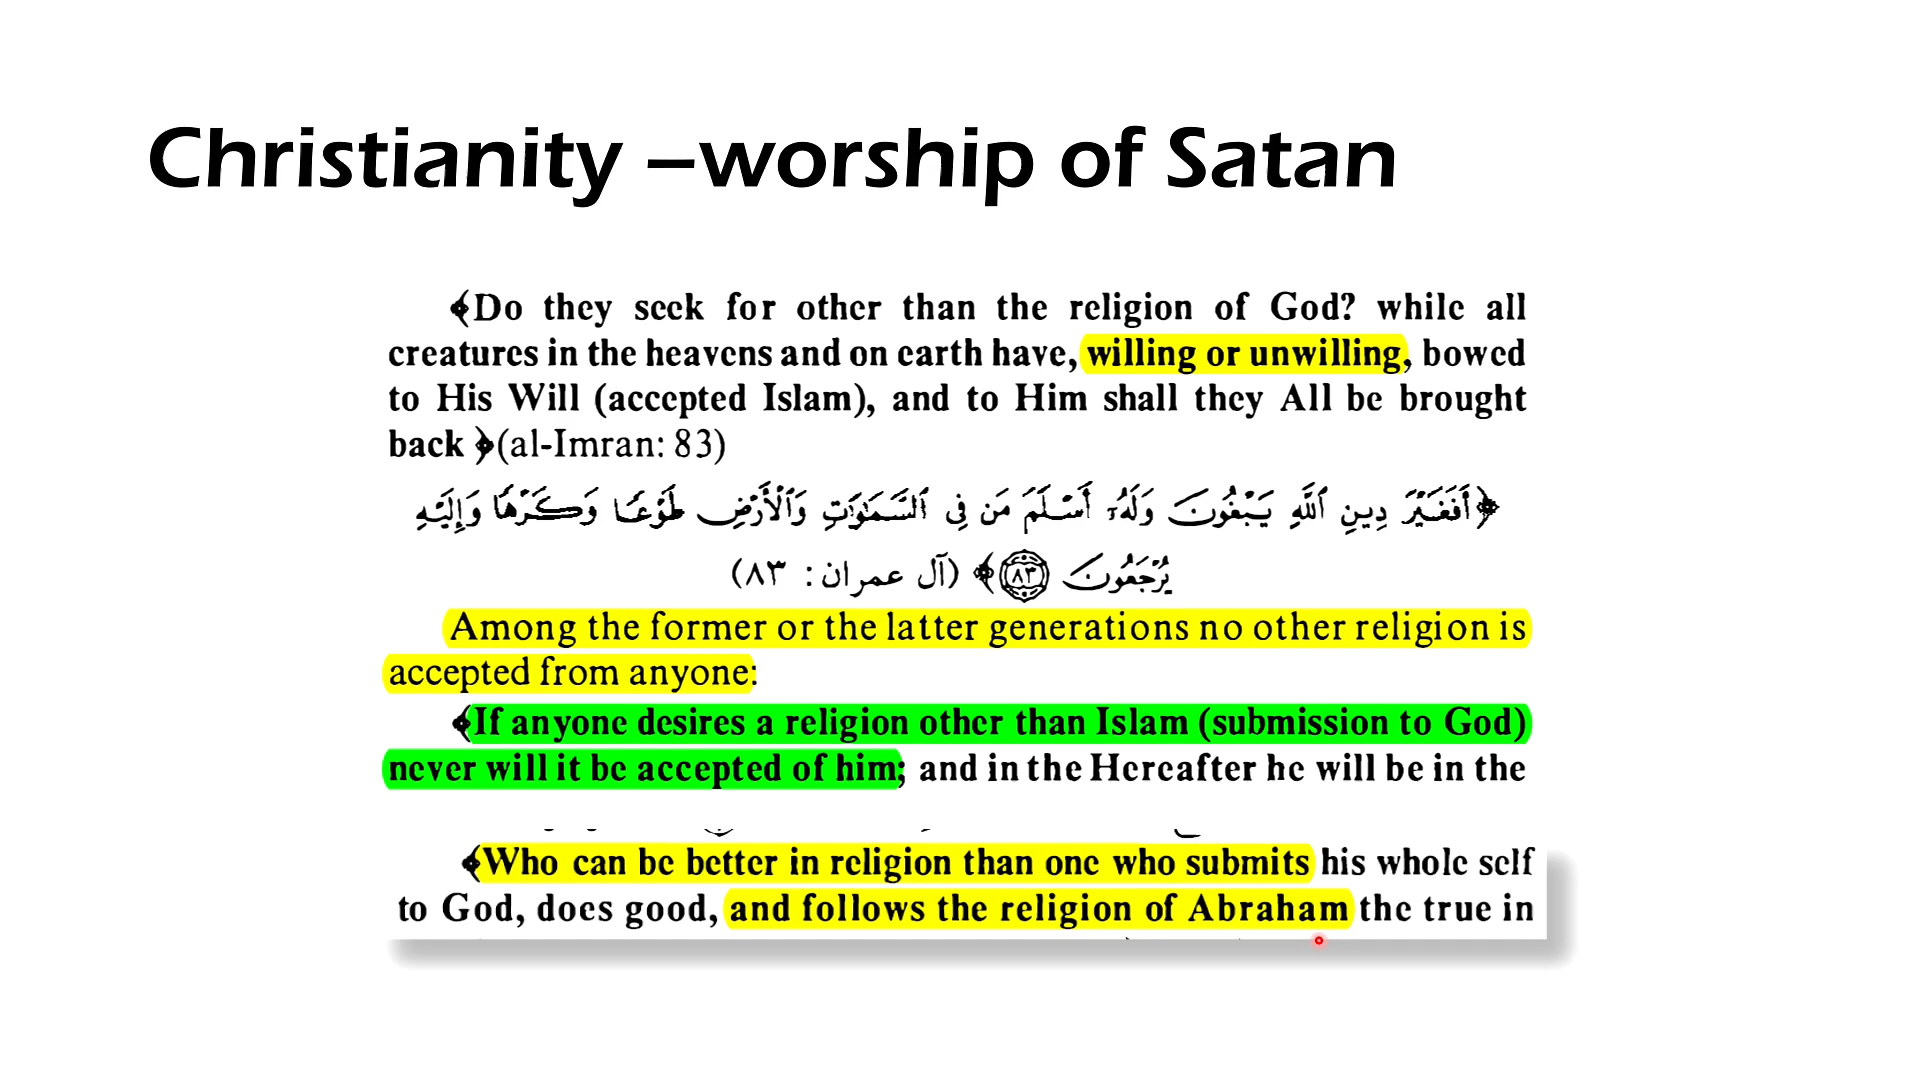 Christianity –worship of Satan
﴾Do they seek for other than the religion of God? while all
creatures in the heavens and on earth have, willing or unwilling, bowed
to His Will (accepted Islam), and to Him shall they All be brought
back ﴿(al-Imran: 83)
﴿أَفَغَيْرَ دِينِ ٱللَّهِ يَبْغُونَ وَلَهُۥٓ أَسْلَمَ مَن فِى ٱلسَّمَٰوَٰتِ وَٱلْأَرْضِ طَوْعًا وَكَرْهًا وَإِلَيْهِ
يُرْجَعُونَ ٨٣﴾ (آل عمران: ٨٣)
Among the former or the latter generations no other religion is
accepted from anyone:
﴾If anyone desires a religion other than Islam (submission to God)
never will it be accepted of him; and in the Hereafter he will be in the
﴾Who can be better in religion than one who submits his whole self
to God, does good, and follows the religion of Abraham the true in